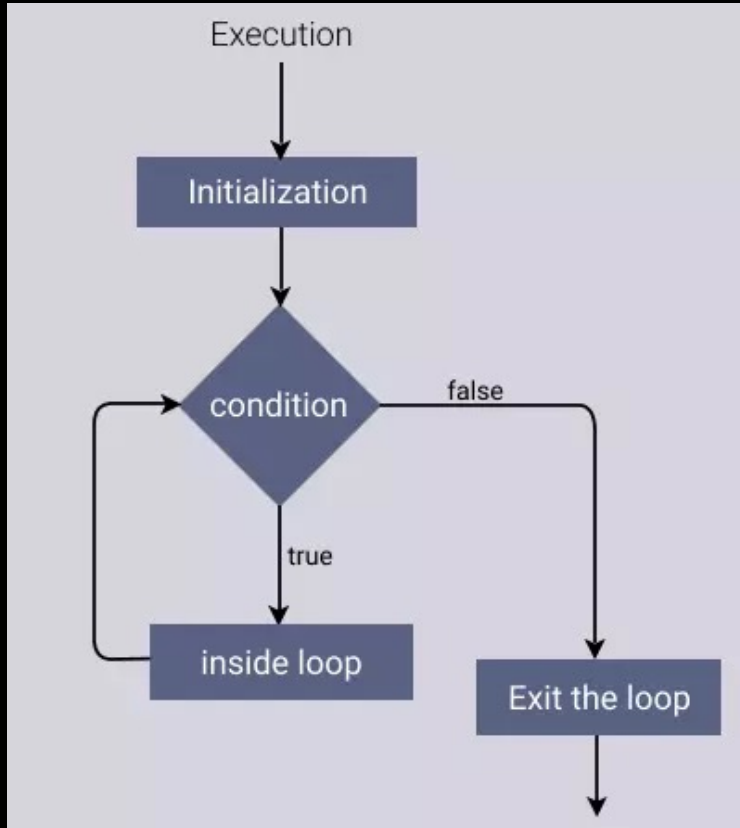 Execution
Initialization
condition
false
true
inside loop
Exit the loop